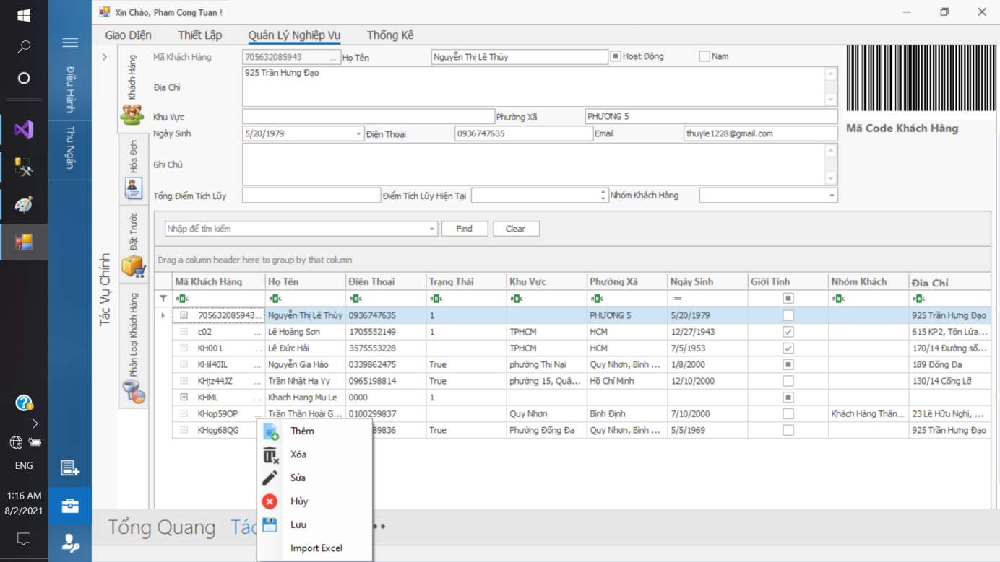 Xin Chào, Pham Cong Tuan !
Giao Diện Thiết Lập Quản Lý Nghiệp Vụ Thống Kê
Điều Hành
Thu Ngân
Tác Vụ Chính
Khách Hàng
Hóa Đơn
Đặt Trước
Phân Loại Khách Hàng
Mã Khách Hàng 705632085943 ... Họ Tên Nguyễn Thị Lê Thùy Hoạt Động Nam
Địa Chỉ 925 Trần Hưng Đạo
Khu Vực Phường Xã PHƯỜNG 5
Ngày Sinh 5/20/1979 Điện Thoại 0936747635 Email thuyle1228@gmail.com
Mã Code Khách Hàng
Ghi Chú
Tổng Điểm Tích Lũy Điểm Tích Lũy Hiện Tại Nhóm Khách Hàng
Nhập để tìm kiếm Find Clear
Drag a column header here to group by that column
Mã Khách Hàng Họ Tên Điện Thoại Trạng Thái Khu Vực Phường Xã Ngày Sinh Giới Tính Nhóm Khách Địa Chỉ
ABC ABC ABC ABC ABC ABC = ABC ABC
705632085943... Nguyễn Thị Lê Thùy 0936747635 1 PHƯỜNG 5 5/20/1979 925 Trần Hưng Đạo
c02 ... Lê Hoàng Sơn 1705552149 1 TPHCM HCM 12/27/1943 615 KP2, Tôn Lửa...
KH001 ... Lê Đức Hải 3575553228 TPHCM HCM 7/5/1953 170/14 Đường số...
KHil40IL ... Nguyễn Gia Hào 0339862475 True phường Thị Nại Quy Nhơn, Bình ... 1/8/2000 189 Đống Đa
KHjz44JZ ... Trần Nhật Hạ Vy 0965198814 True phường 15, Quậ... Hồ Chí Minh 12/10/2000 130/14 Cống Lỡ
KHML ... Khach Hang Mu Le 0000 1
KHop59OP ... Trần Thân Hoài G... 0100299837 Quy Nhơn Bình Định 7/10/2000 Khách Hàng Thân... 23 Lê Hữu Nghị, ...
KHqg68QG 89836 True Phường Đống Đa Quy Nhơn, Bình ... 5/5/1969 925 Trần Hưng Đạo
Thêm
Xóa
Sửa
Hủy
Lưu
Import Excel
Tổng Quang Tác
ENG
1:16 AM
8/2/2021